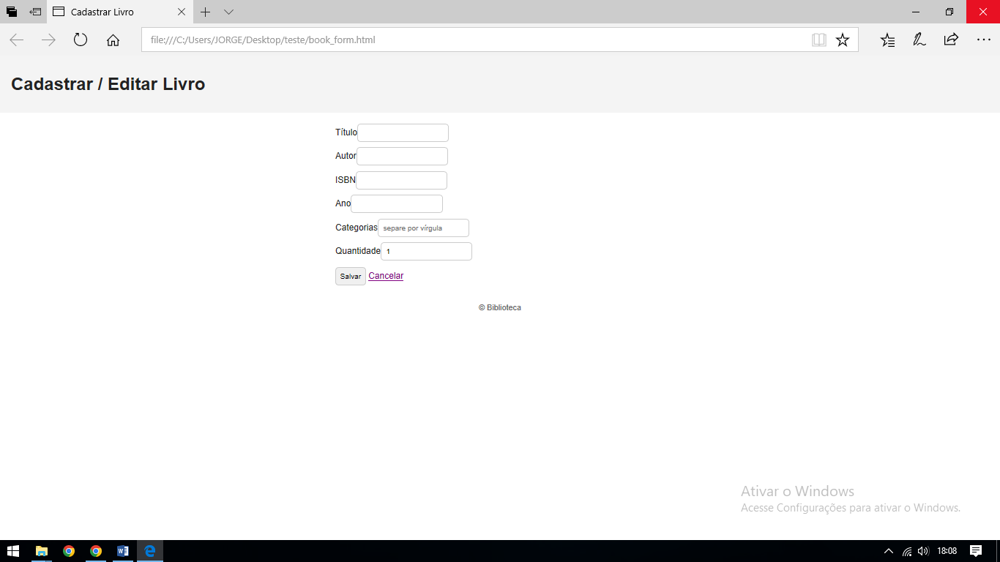 Cadastrar Livro
file:///C:/Users/JORGE/Desktop/teste/book_form.html
Cadastrar / Editar Livro
Título
Autor
ISBN
Ano
Categorias separe por vírgula
Quantidade 1
Salvar Cancelar
© Biblioteca
Ativar o Windows
Acesse Configurações para ativar o Windows.
18:08